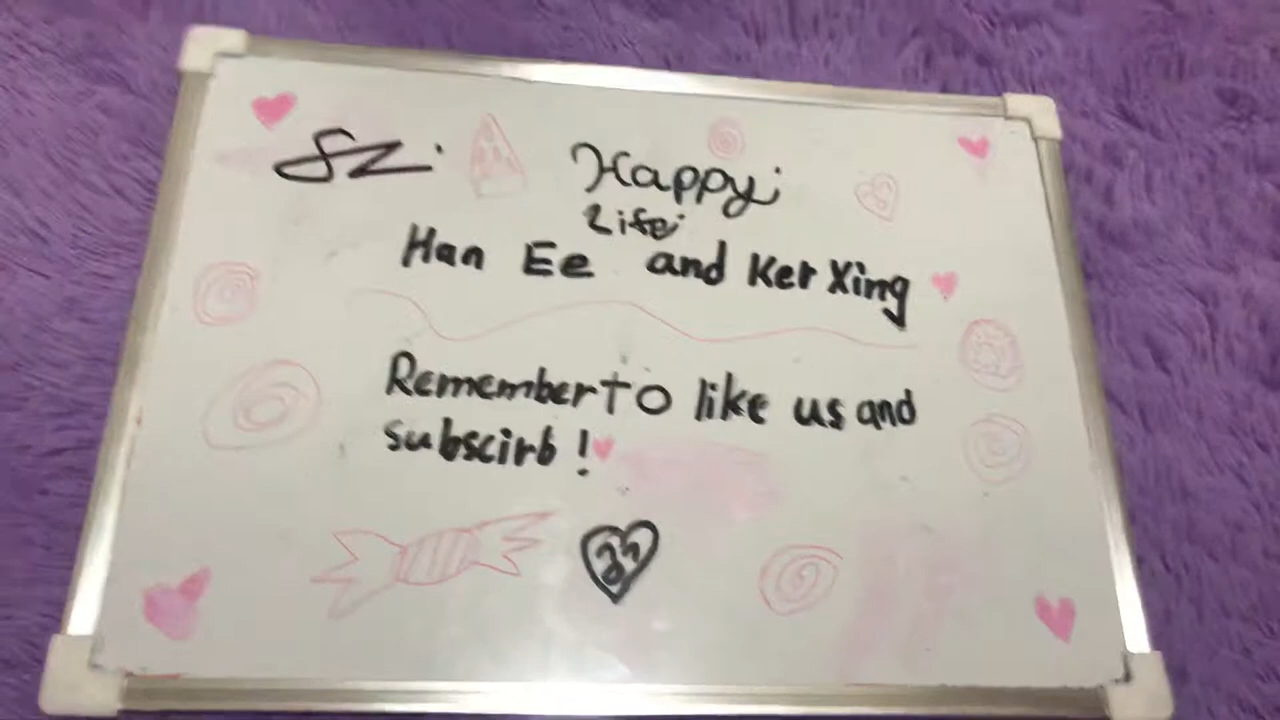 SZ.
Happy
Life
Han Ee and Ker Xing
Remember to like us and
subscirb!